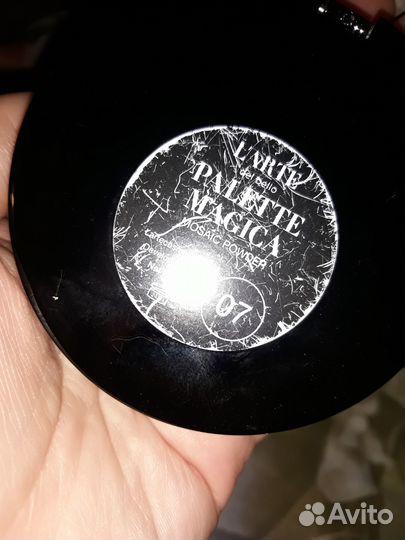 L'ARTE
del bello
PALETTE
MAGICA
MOSAIC POWDER
07
Avito